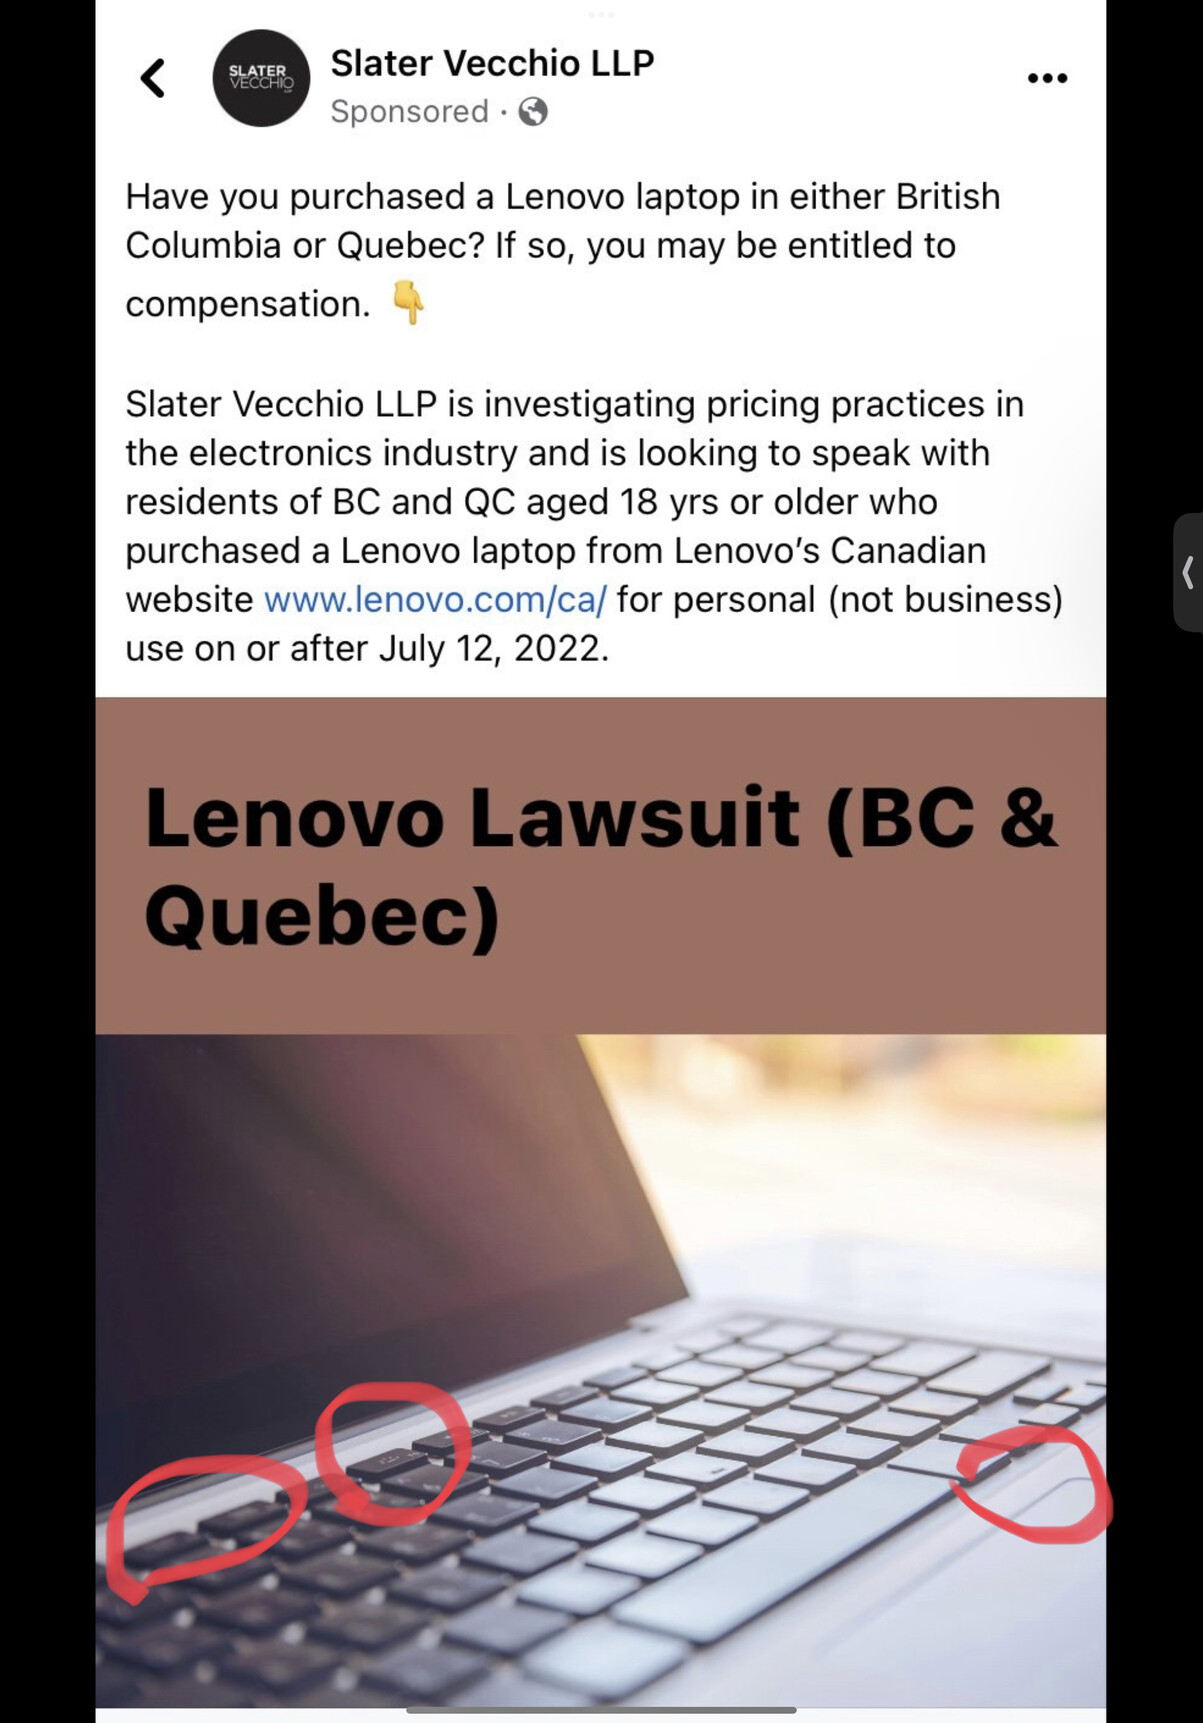 Slater Vecchio LLP
SLATER
VECCHIO
LLP
Sponsored ·
Have you purchased a Lenovo laptop in either British
Columbia or Quebec? If so, you may be entitled to
compensation. 👇
Slater Vecchio LLP is investigating pricing practices in
the electronics industry and is looking to speak with
residents of BC and QC aged 18 yrs or older who
purchased a Lenovo laptop from Lenovo’s Canadian
website www.lenovo.com/ca/ for personal (not business)
use on or after July 12, 2022.
Lenovo Lawsuit (BC &
Quebec)